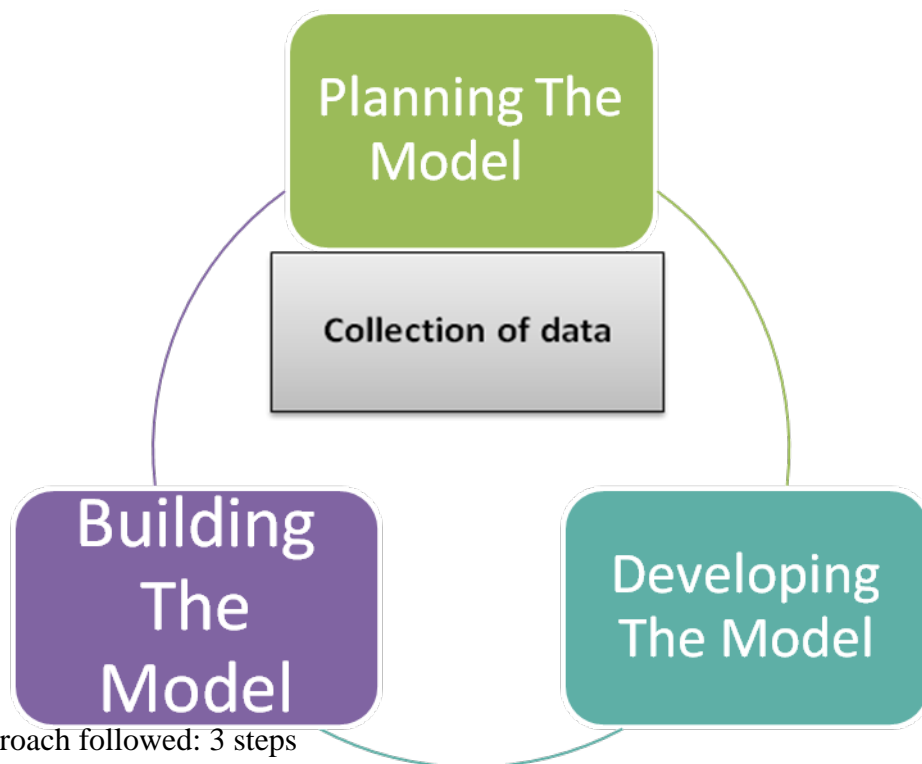 Planning The
Model
Collection of data
Building
The
Model
Developing
The Model
roach followed: 3 steps